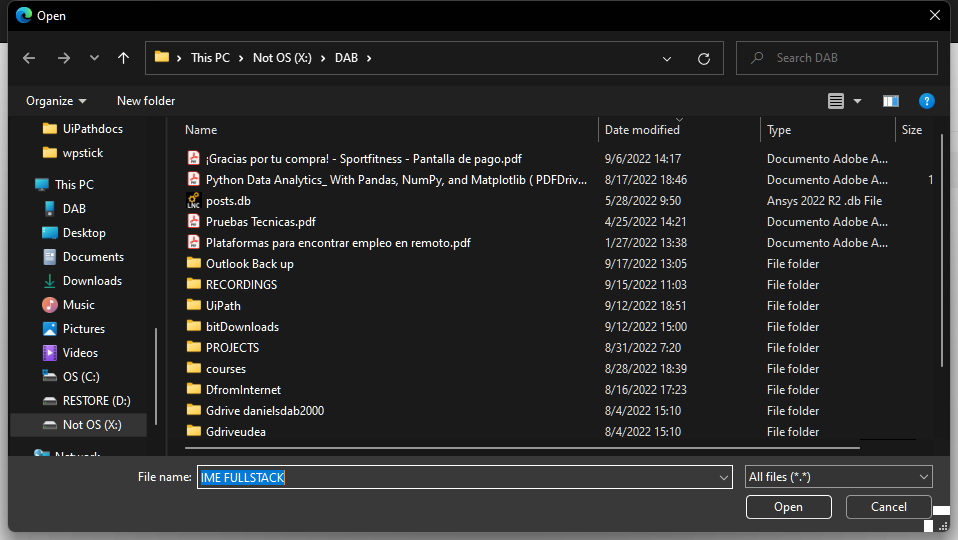 Open
This PC > Not OS (X:) > DAB >
Search DAB
Organize
New folder
?
UiPathdocs
wpstick
This PC
DAB
Desktop
Documents
Downloads
Music
Pictures
Videos
OS (C:)
RESTORE (D:)
Not OS (X:)
Network
Name Date modified Type Size
¡Gracias por tu compra! - Sportfitness - Pantalla de pago.pdf 9/6/2022 14:17 Documento Adobe A...
Python Data Analytics_ With Pandas, NumPy, and Matplotlib ( PDFDriv... 8/17/2022 18:46 Documento Adobe A... 1
LNC posts.db 5/28/2022 9:50 Ansys 2022 R2 .db File
Pruebas Tecnicas.pdf 4/25/2022 14:21 Documento Adobe A...
Plataformas para encontrar empleo en remoto.pdf 1/27/2022 13:38 Documento Adobe A...
Outlook Back up 9/17/2022 13:05 File folder
RECORDINGS 9/15/2022 11:03 File folder
UiPath 9/12/2022 18:51 File folder
bitDownloads 9/12/2022 15:00 File folder
PROJECTS 8/31/2022 7:20 File folder
courses 8/28/2022 18:39 File folder
DfromInternet 8/16/2022 17:23 File folder
Gdrive danielsdab2000 8/4/2022 15:10 File folder
Gdriveudea 8/4/2022 15:10 File folder
File name: IME FULLSTACK
All files (*.*)
Open
Cancel